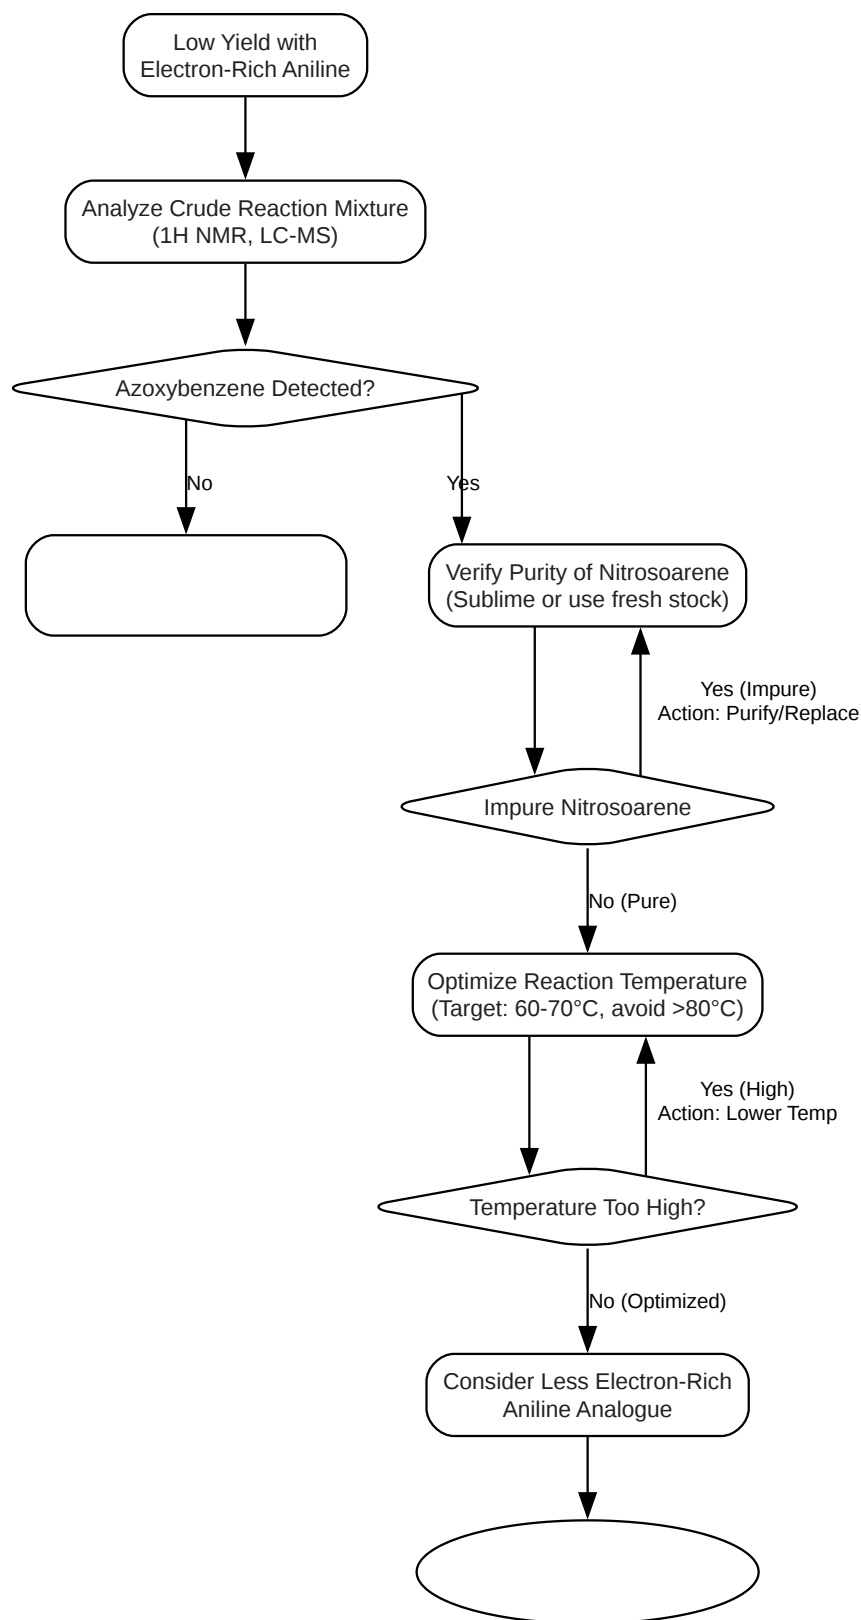 Low Yield with
Electron-Rich Aniline
Analyze Crude Reaction Mixture
(1H NMR, LC-MS)
Azoxybenzene Detected?
No
Yes
Verify Purity of Nitrosoarene
(Sublime or use fresh stock)
Yes (Impure)
Action: Purify/Replace
Impure Nitrosoarene
No (Pure)
Optimize Reaction Temperature
(Target: 60-70°C, avoid >80°C)
Yes (High)
Action: Lower Temp
Temperature Too High?
No (Optimized)
Consider Less Electron-Rich
Aniline Analogue